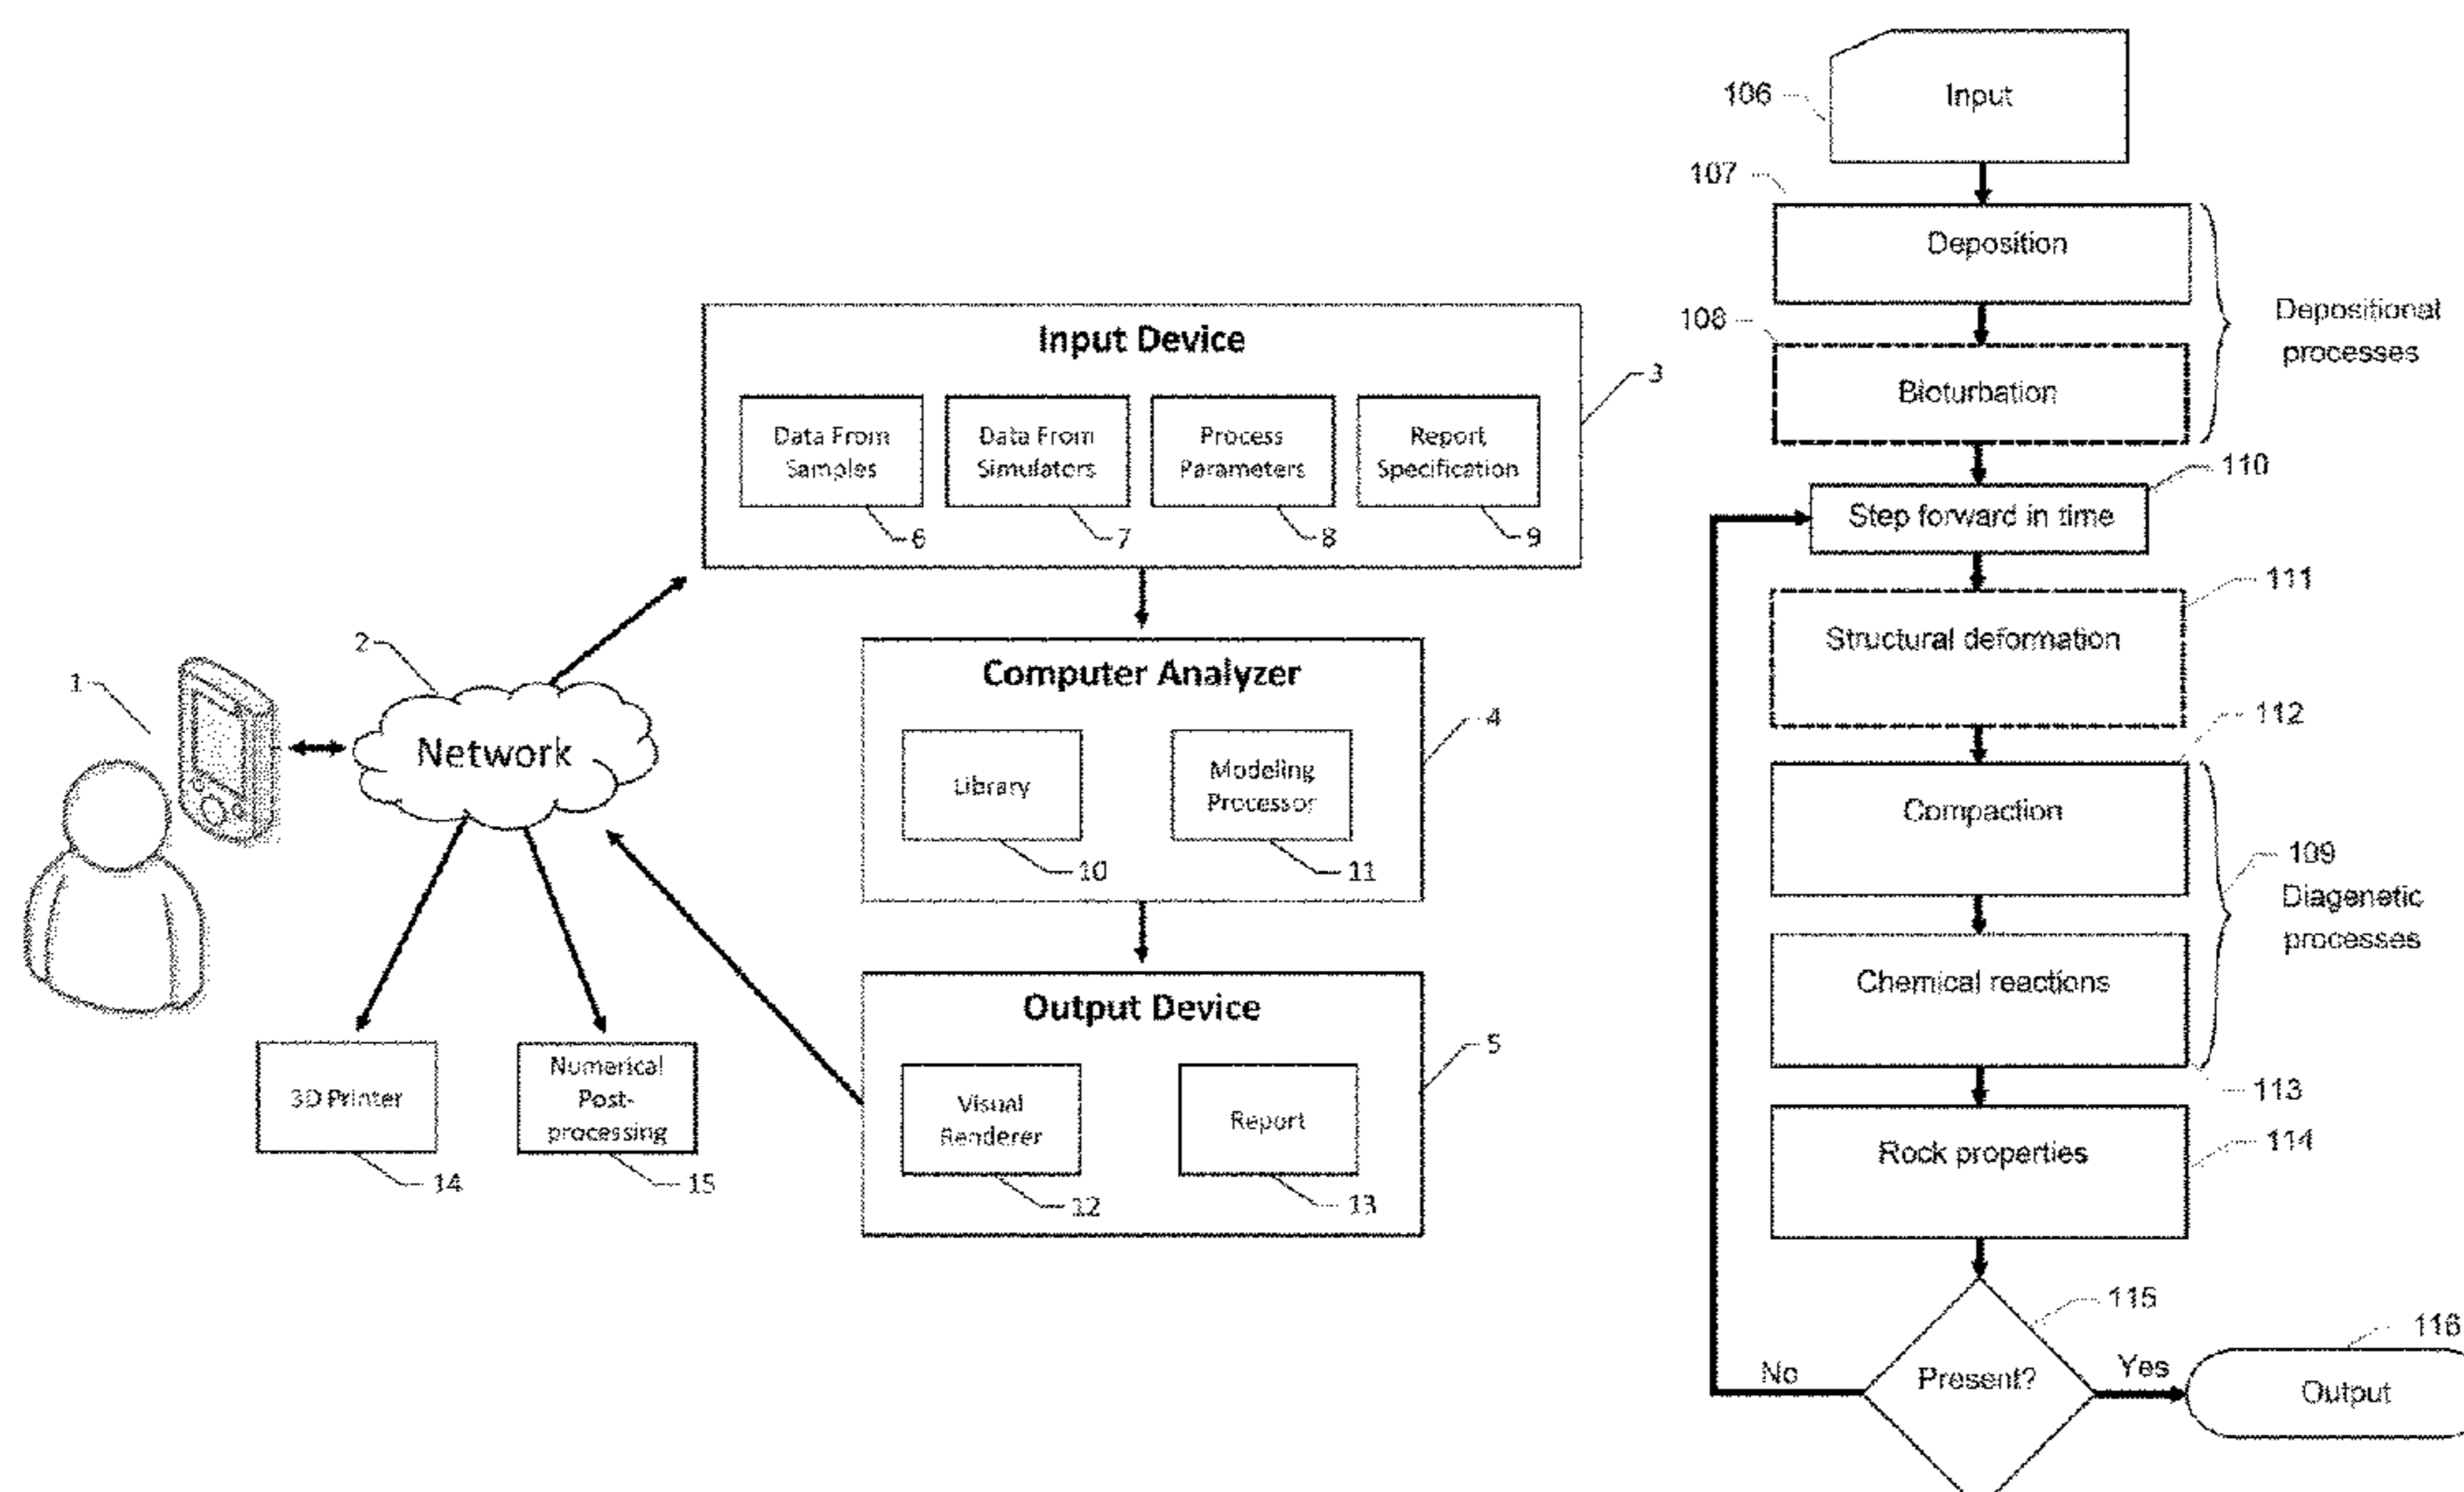 Input Device
3
Data From
Samples
6
Data From
Simulators
7
Process
Parameters
8
Report
Specification
9
1
2
Network
Computer Analyzer
4
Library
10
Modeling
Processor
11
Output Device
5
Visual
Renderer
12
Report
13
3D Printer
14
Numerical
Post-
processing
15
106
Input
107
Deposition
108
Bioturbation
Depositional
processes
110
Step forward in time
111
Structural deformation
112
Compaction
109
Diagenetic
processes
Chemical reactions
113
Rock properties
114
115
Present?
No
Yes
116
Output